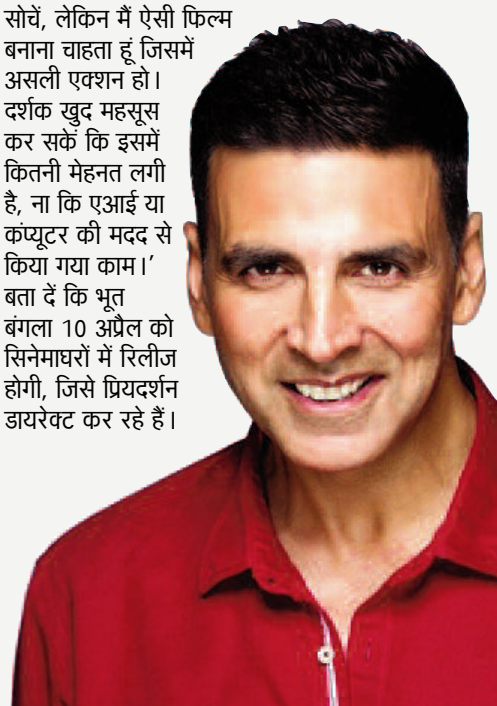 सोचें, लेकिन मैं ऐसी फिल्म
बनाना चाहता हूं जिसमें
असली एक्शन हो।
दर्शक खुद महसूस
कर सकें कि इसमें
कितनी मेहनत लगी
है, ना कि एआई या
कंप्यूटर की मदद से
किया गया काम।’
बता दें कि भूत
बंगला 10 अप्रैल को
सिनेमाघरों में रिलीज
होगी, जिसे प्रियदर्शन
डायरेक्ट कर रहे हैं।